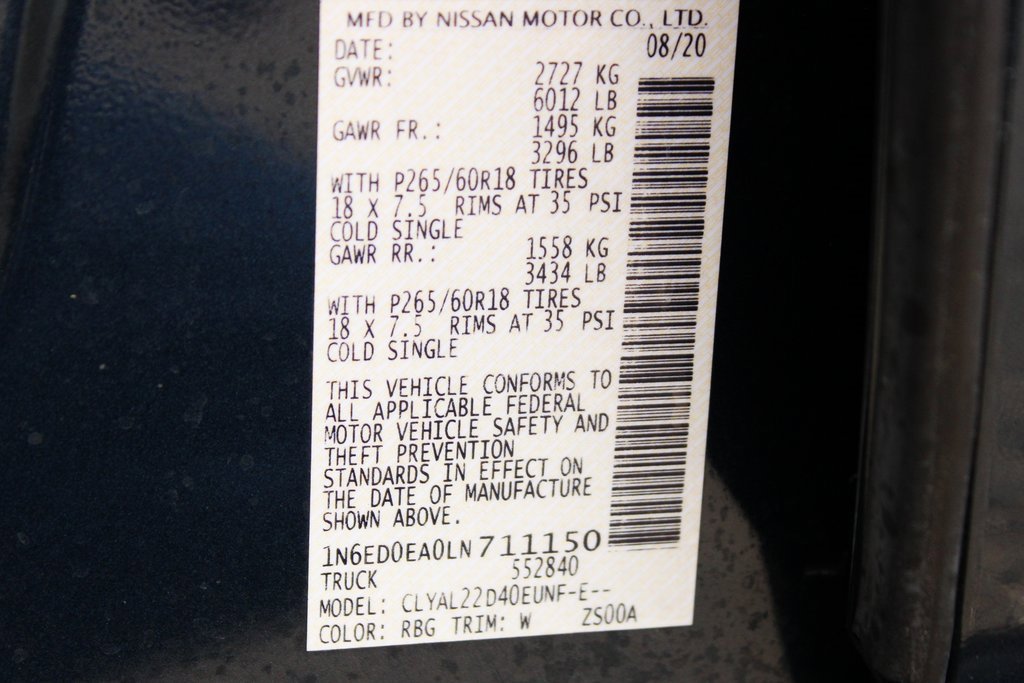 MFD BY NISSAN MOTOR CO., LTD.
DATE: 08/20
GVWR: 2727 KG
6012 LB
GAWR FR.: 1495 KG
3296 LB
WITH P265/60R18 TIRES
18 X 7.5 RIMS AT 35 PSI
COLD SINGLE
GAWR RR.: 1558 KG
3434 LB
WITH P265/60R18 TIRES
18 X 7.5 RIMS AT 35 PSI
COLD SINGLE
THIS VEHICLE CONFORMS TO
ALL APPLICABLE FEDERAL
MOTOR VEHICLE SAFETY AND
THEFT PREVENTION
STANDARDS IN EFFECT ON
THE DATE OF MANUFACTURE
SHOWN ABOVE.
1N6ED0EA0LN711150
TRUCK 552840
MODEL: CLYAL22D40EUNF-E--
COLOR: RBG TRIM: W ZS00A